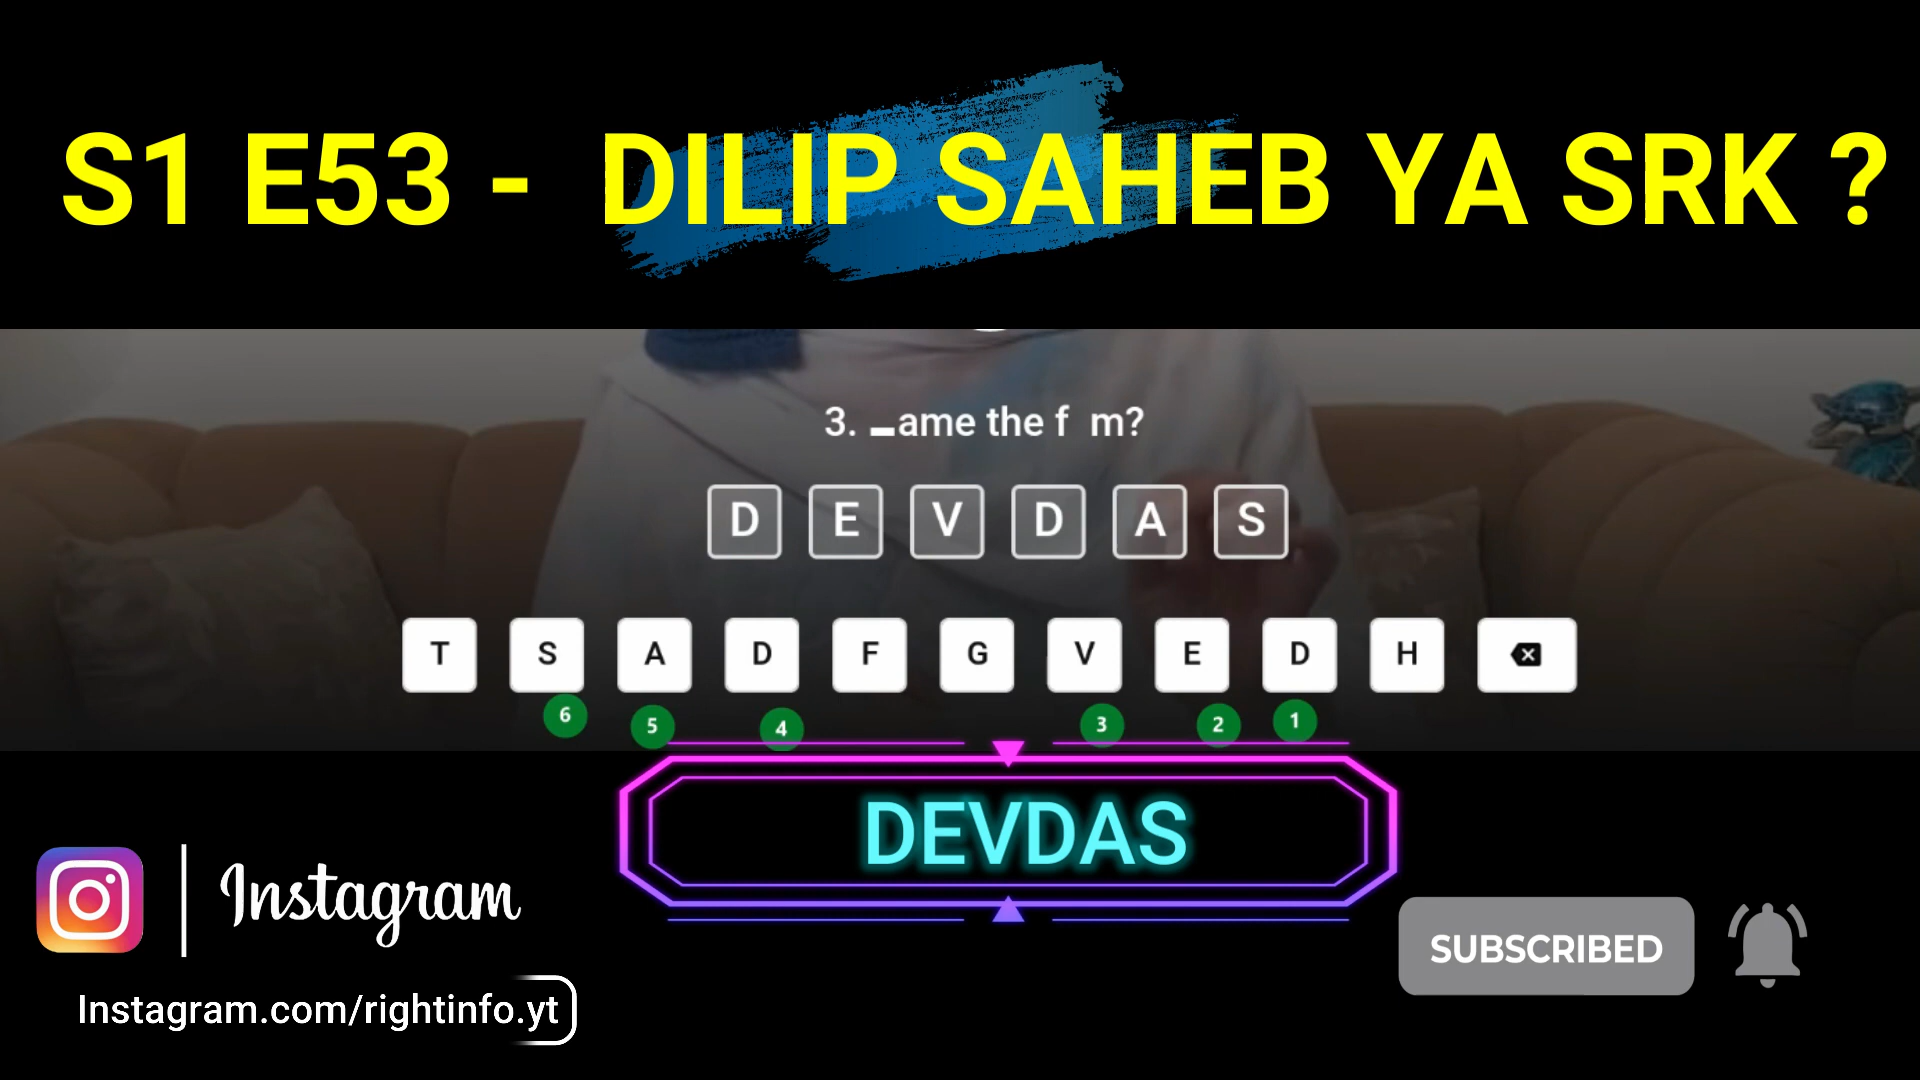 S1 E53 - DILIP SAHEB YA SRK ?
3. _ame the f m?
D E V D A S
T S A D F G V E D H
6 5 4 3 2 1
DEVDAS
Instagram
SUBSCRIBED
Instagram.com/rightinfo.yt